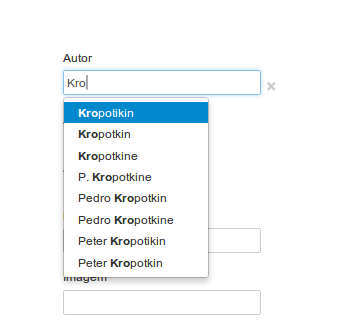 Autor
Kro
Kropotikin
Kropotkin
Kropotkine
P. Kropotkine
Pedro Kropotkin
Pedro Kropotkine
Peter Kropotikin
Peter Kropotkin
Imagem